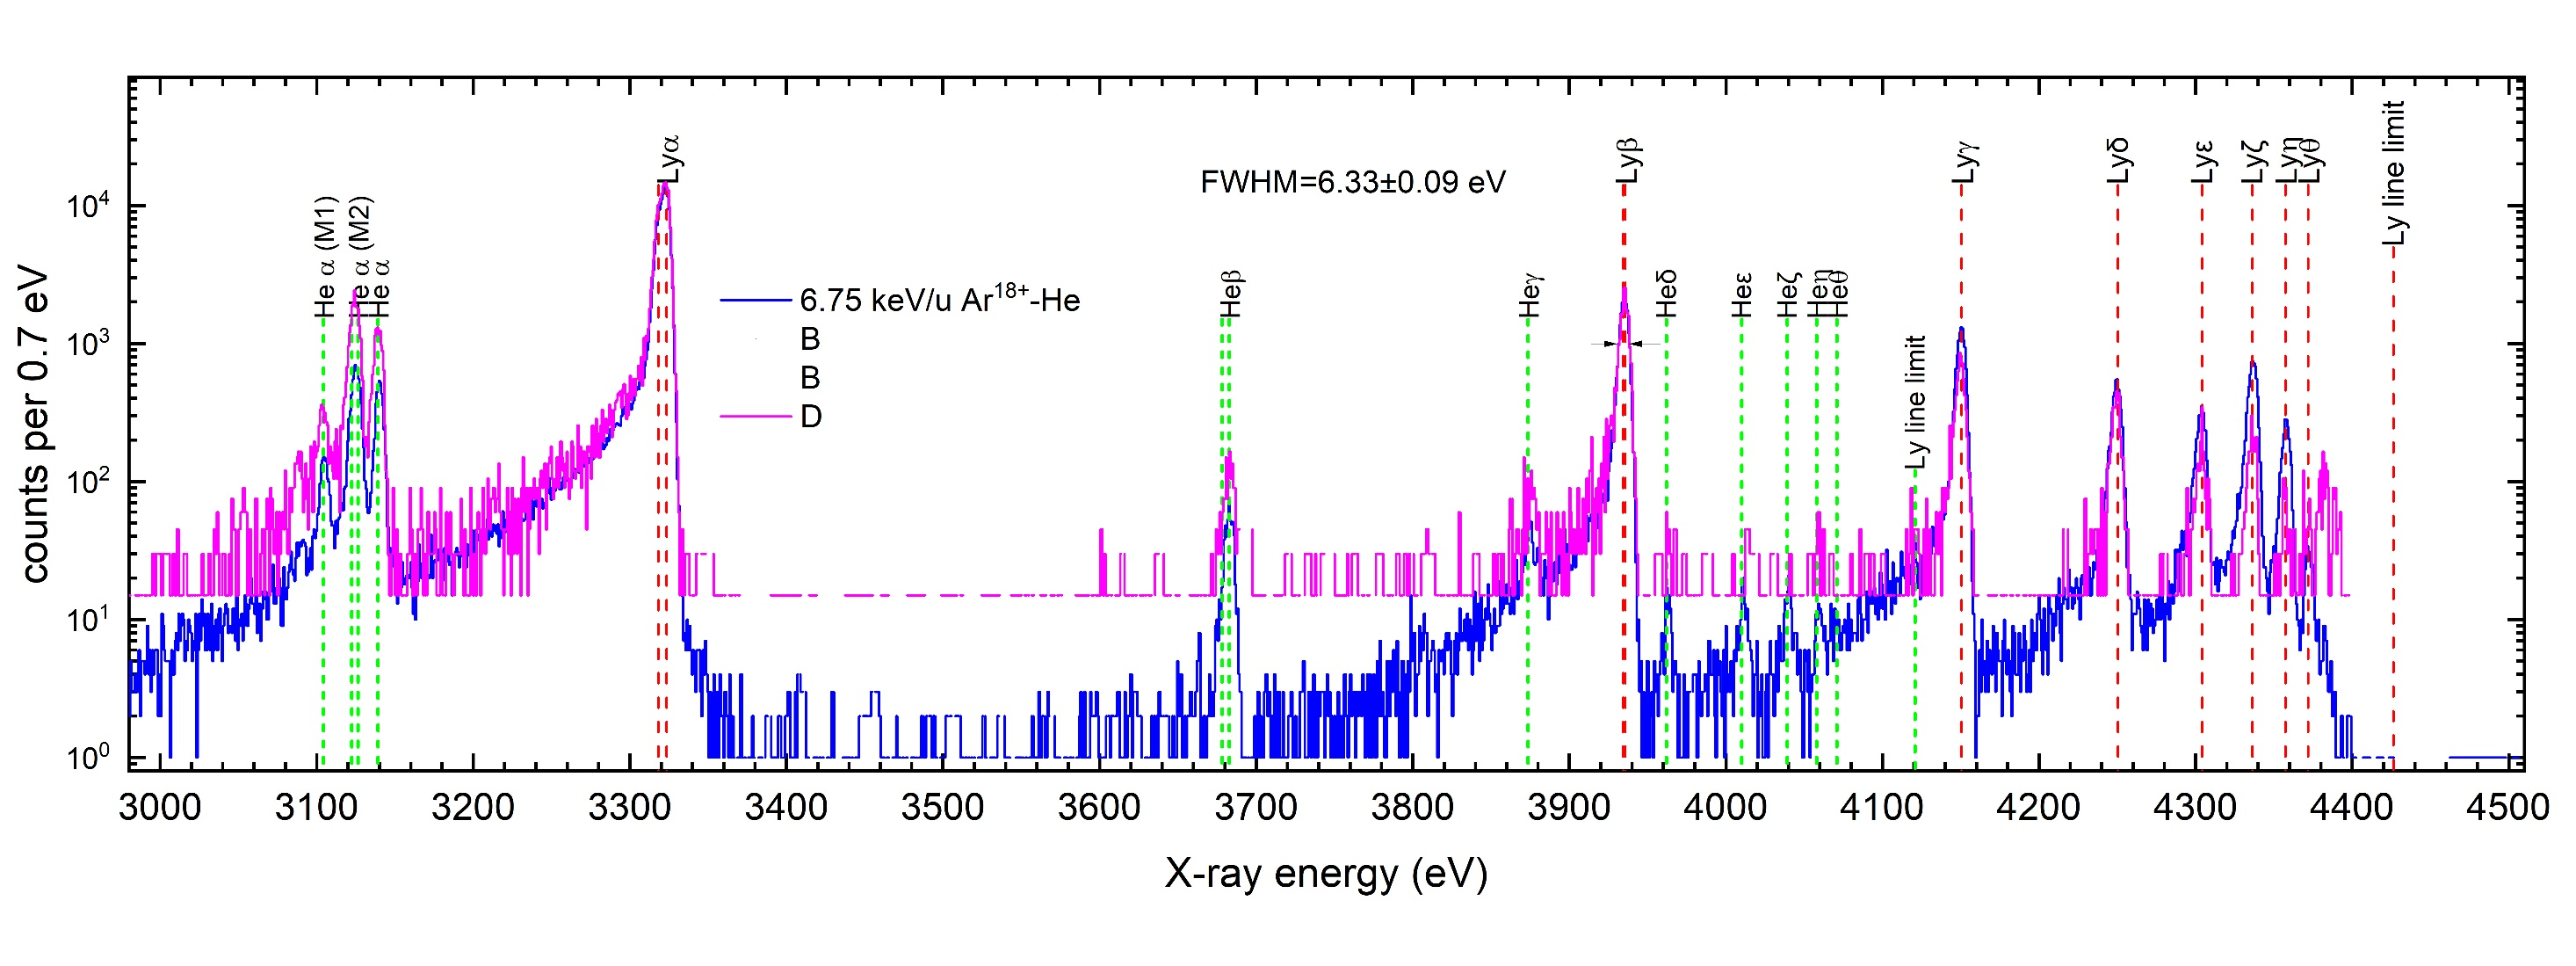 Lyα
Lyβ
Lyγ
Lyδ
Lyε
Lyζ
Lyη
Lyθ
Ly line limit
FWHM=6.33±0.09 eV
He α (M1)
He α (M2)
He α
Heβ
Heγ
Heδ
Heε
Heζ
Heη
Heθ
Ly line limit
6.75 keV/u Ar¹⁸⁺-He
B
B
D
counts per 0.7 eV
10⁴
10³
10²
10¹
10⁰
3000 3100 3200 3300 3400 3500 3600 3700 3800 3900 4000 4100 4200 4300 4400 4500
X-ray energy (eV)